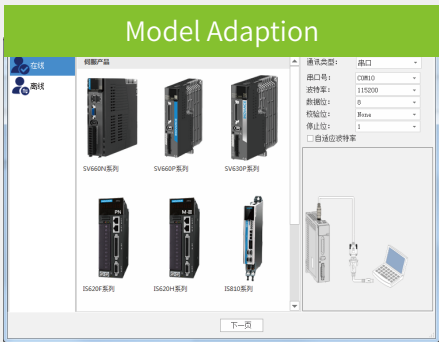 Model Adaption
在线
离线
伺服产品
SV660N系列
SV660P系列
SV630P系列
PN
M-III
IS620F系列
IS620H系列
IS810系列
通讯类型：
串口
串口号：
COM10
波特率：
115200
数据位：
8
校验位：
None
停止位：
1
自适应波特率
下一页